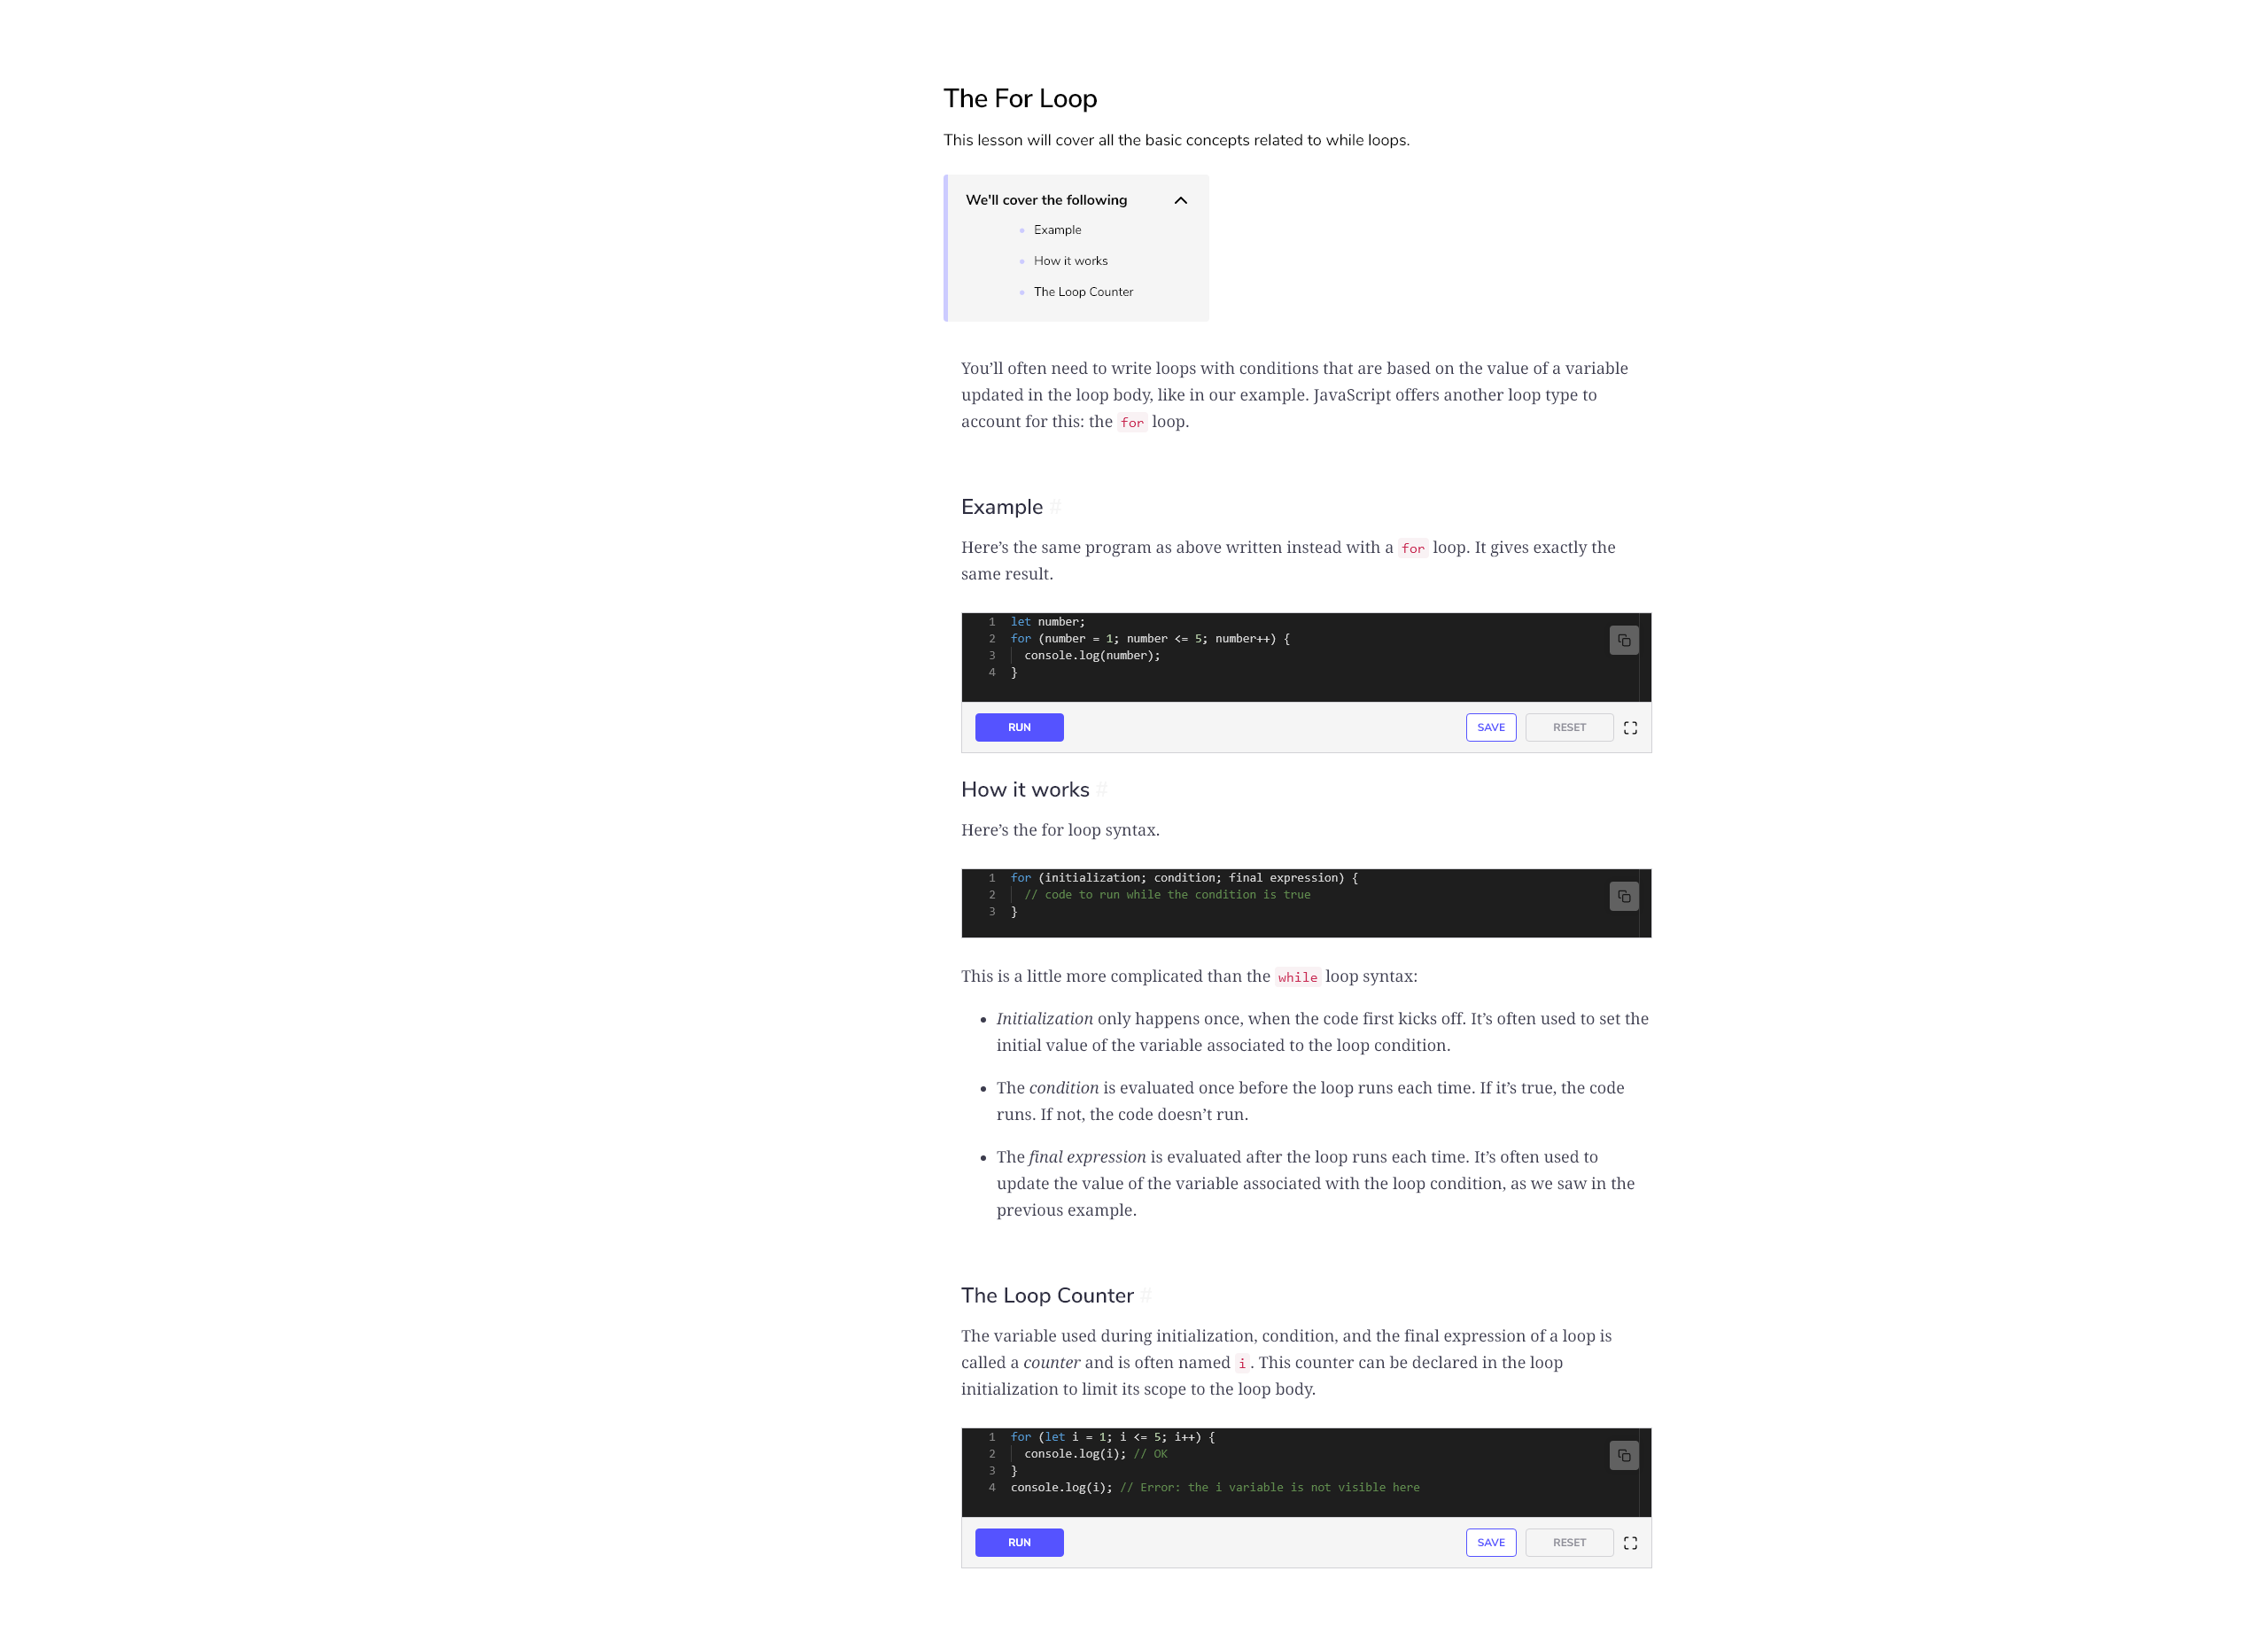 The For Loop
This lesson will cover all the basic concepts related to while loops.
We'll cover the following
Example
How it works
The Loop Counter
You’ll often need to write loops with conditions that are based on the value of a variable
updated in the loop body, like in our example. JavaScript offers another loop type to
account for this: the for loop.
Example #
Here’s the same program as above written instead with a for loop. It gives exactly the
same result.
1 let number;
2 for (number = 1; number <= 5; number++) {
3   console.log(number);
4 }
RUN SAVE RESET
How it works #
Here’s the for loop syntax.
1 for (initialization; condition; final expression) {
2   // code to run while the condition is true
3 }
This is a little more complicated than the while loop syntax:
• Initialization only happens once, when the code first kicks off. It’s often used to set the
initial value of the variable associated to the loop condition.
• The condition is evaluated once before the loop runs each time. If it’s true, the code
runs. If not, the code doesn’t run.
• The final expression is evaluated after the loop runs each time. It’s often used to
update the value of the variable associated with the loop condition, as we saw in the
previous example.
The Loop Counter #
The variable used during initialization, condition, and the final expression of a loop is
called a counter and is often named i. This counter can be declared in the loop
initialization to limit its scope to the loop body.
1 for (let i = 1; i <= 5; i++) {
2   console.log(i); // OK
3 }
4 console.log(i); // Error: the i variable is not visible here
RUN SAVE RESET